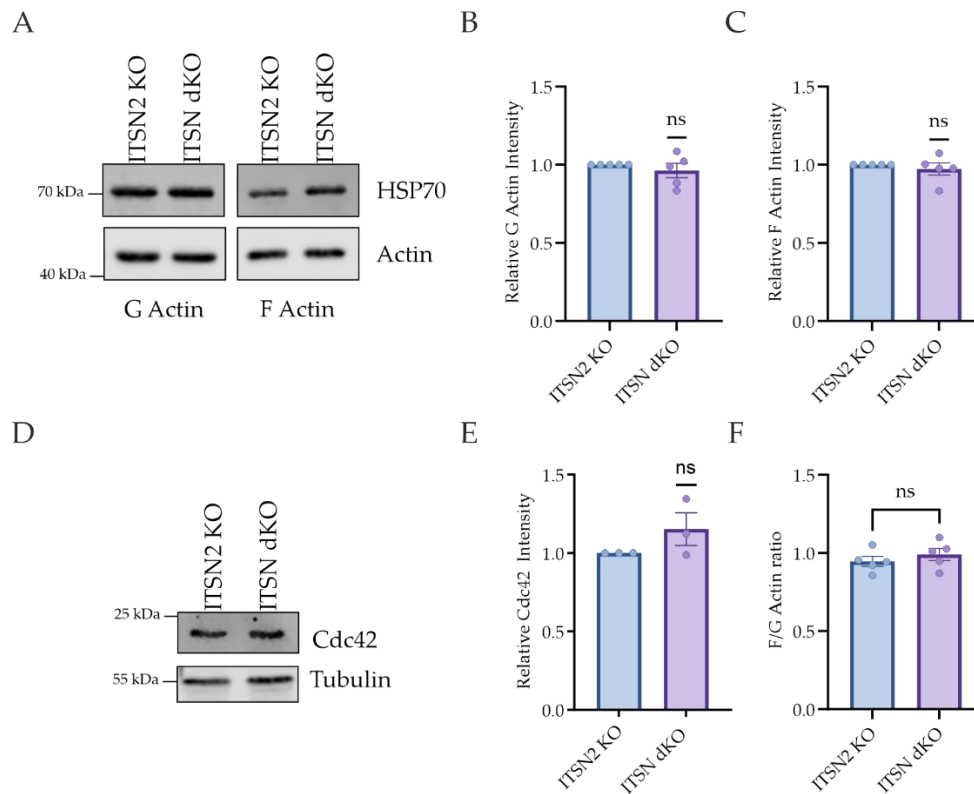 A
ITSN2 KO
ITSN dKO
ITSN2 KO
ITSN dKO
70 kDa
HSP70
40 kDa
Actin
G Actin
F Actin
B
Relative G Actin Intensity
1.5
1.0
0.5
0.0
ns
ITSN2 KO
ITSN dKO
C
Relative F Actin Intensity
1.5
1.0
0.5
0.0
ns
ITSN2 KO
ITSN dKO
D
ITSN2 KO
ITSN dKO
25 kDa
Cdc42
55 kDa
Tubulin
E
Relative Cdc42 Intensity
1.5
1.0
0.5
0.0
ns
ITSN2 KO
ITSN dKO
F
F/G Actin ratio
1.5
1.0
0.5
0.0
ns
ITSN2 KO
ITSN dKO